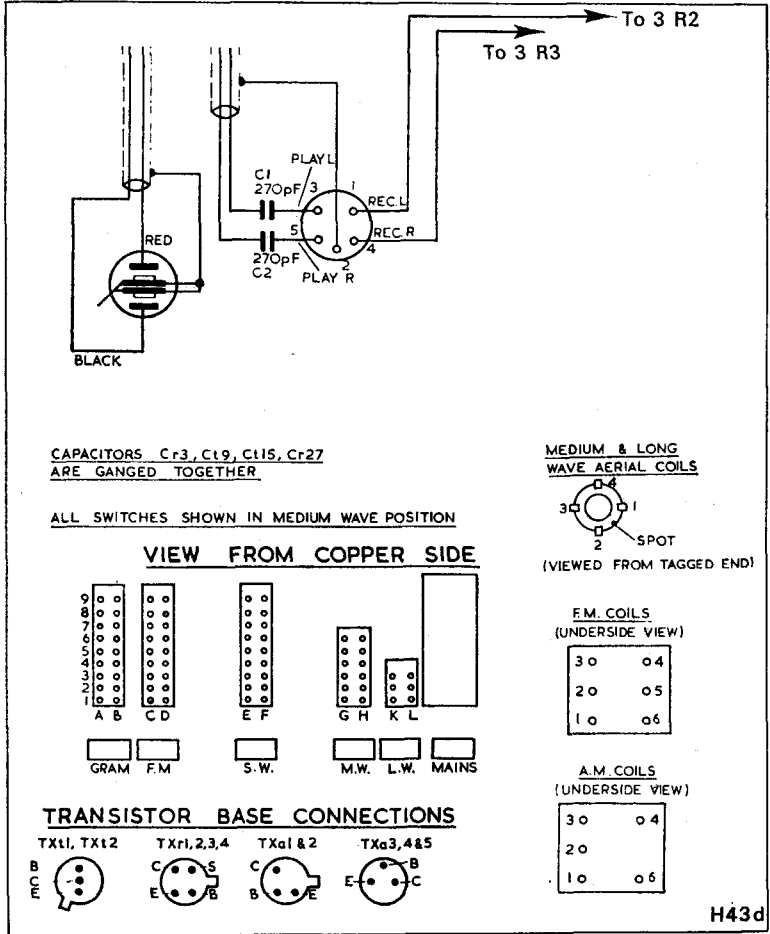 To 3 R2
To 3 R3
PLAY L
C1
270pF
3
1
REC. L
5
REC. R
4
270pF
C2
2
PLAY R
RED
BLACK
CAPACITORS Cr3, Ct9, Ct15, Cr27
ARE GANGED TOGETHER
ALL SWITCHES SHOWN IN MEDIUM WAVE POSITION
MEDIUM & LONG
WAVE AERIAL COILS
4
3
1
2
SPOT
(VIEWED FROM TAGGED END)
VIEW FROM COPPER SIDE
9
8
7
6
5
4
3
2
1
A B
C D
E F
G H
K L
GRAM
F.M
S.W.
M.W.
L.W.
MAINS
F.M. COILS
(UNDERSIDE VIEW)
3 4
2 5
1 6
A.M. COILS
(UNDERSIDE VIEW)
3 4
2
1 6
TRANSISTOR BASE CONNECTIONS
TXt1, TXt2
B
C
E
TXr1,2,3,4
C S
E B
TXa1 & 2
C
B E
TXa3,4&5
B
E C
H43d